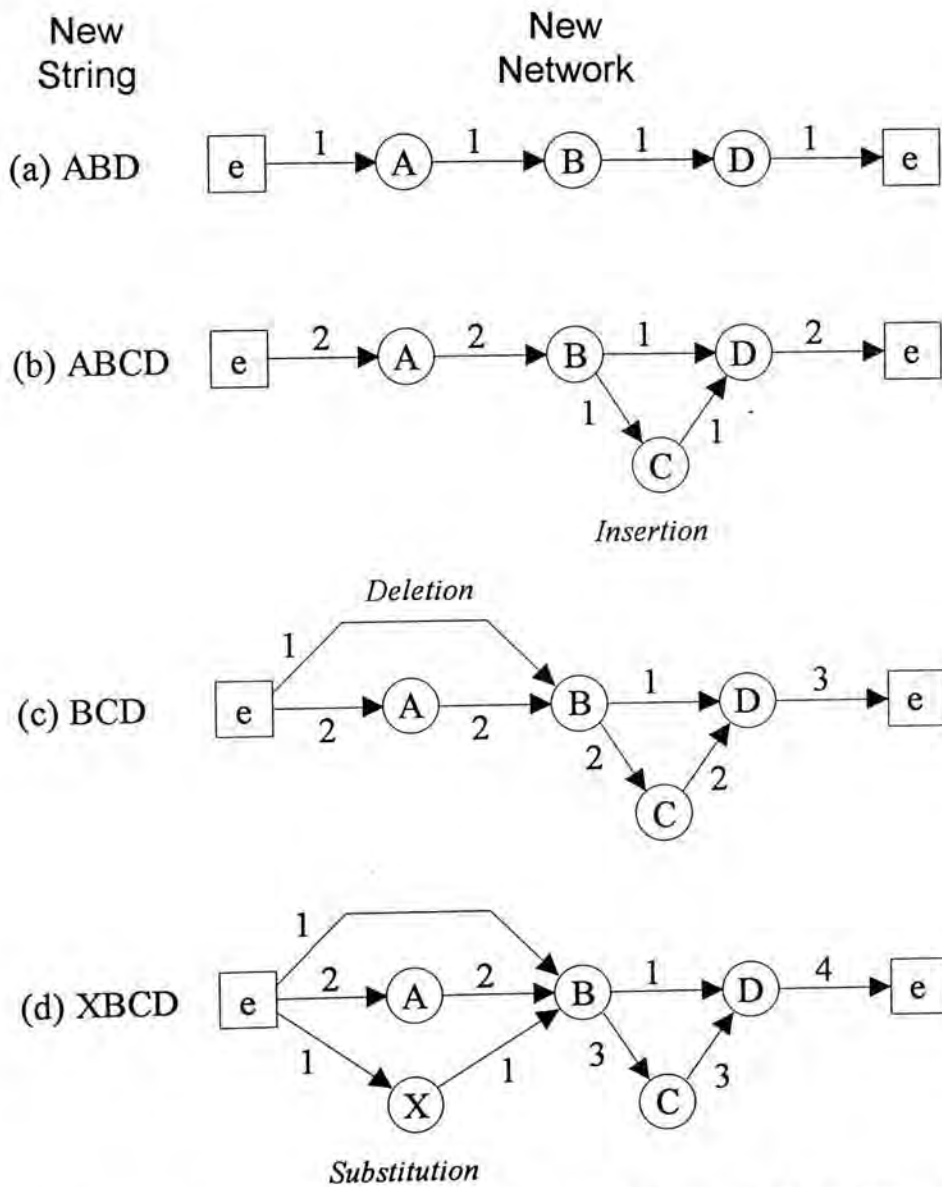 New
String
New
Network
(a) ABD
e 1 A 1 B 1 D 1 e
(b) ABCD
e 2 A 2 B 1 D 2 e
1 1
C
Insertion
Deletion
1
(c) BCD
e 2 A 2 B 1 D 3 e
2 2
C
1
(d) XBCD
e 2 A 2 B 1 D 4 e
1 1 3 3
X C
Substitution